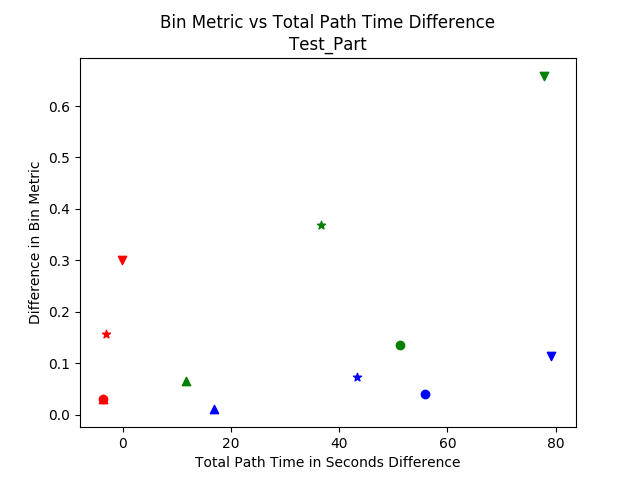 Bin Metric vs Total Path Time Difference
Test_Part
Difference in Bin Metric
0.6
0.5
0.4
0.3
0.2
0.1
0.0
0 20 40 60 80
Total Path Time in Seconds Difference